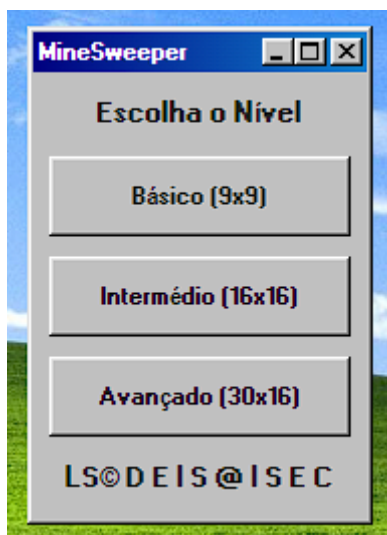 MineSweeper
Escolha o Nível
Básico (9x9)
Intermédio (16x16)
Avançado (30x16)
LS©DEIS@ISEC